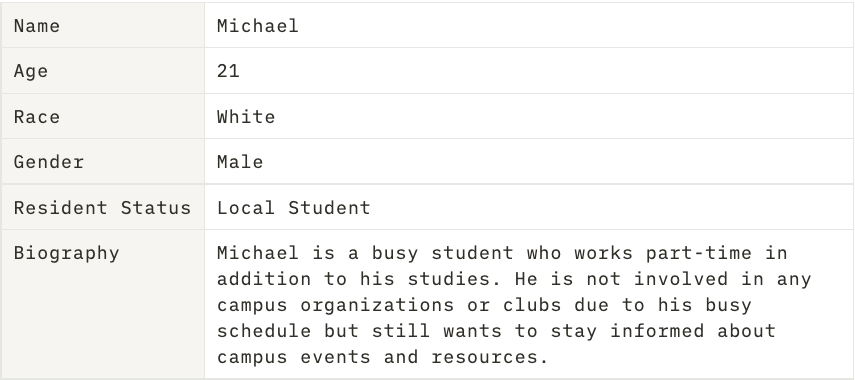 Name Michael
Age 21
Race White
Gender Male
Resident Status Local Student
Biography Michael is a busy student who works part-time in
addition to his studies. He is not involved in any
campus organizations or clubs due to his busy
schedule but still wants to stay informed about
campus events and resources.